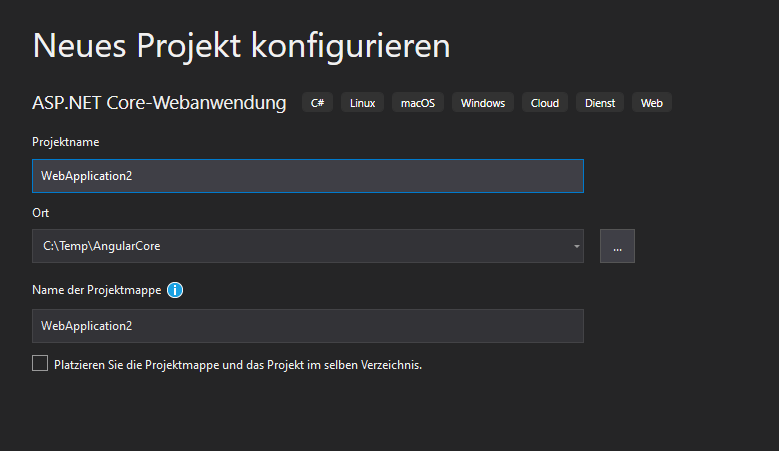 Neues Projekt konfigurieren
ASP.NET Core-Webanwendung C# Linux macOS Windows Cloud Dienst Web
Projektname
WebApplication2
Ort
C:\Temp\AngularCore
...
Name der Projektmappe i
WebApplication2
Platzieren Sie die Projektmappe und das Projekt im selben Verzeichnis.